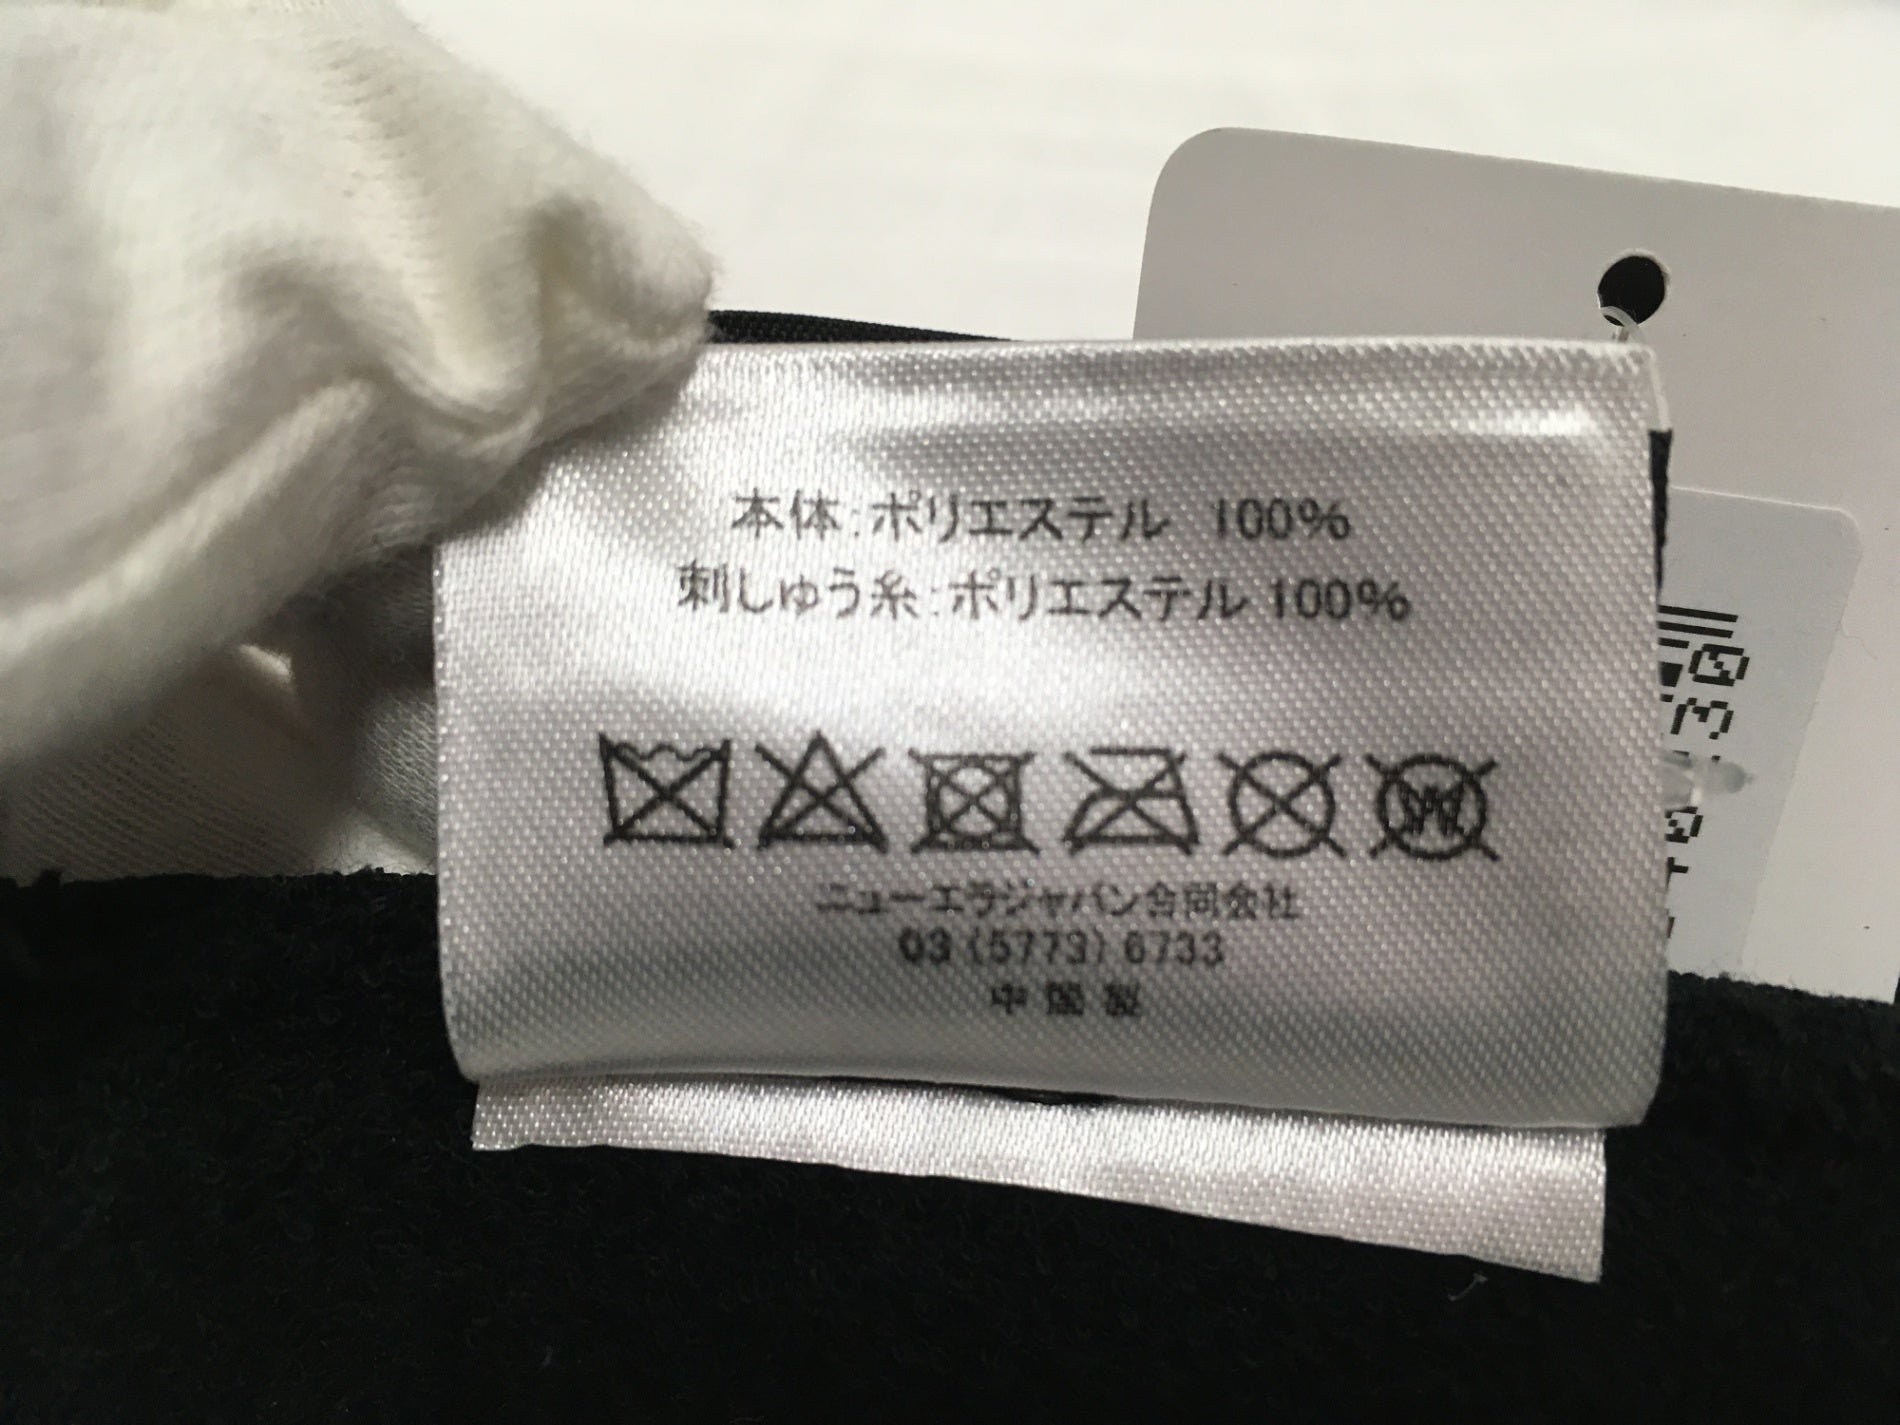 本体:ポリエステル 100%
刺しゅう糸:ポリエステル 100%
ニューエラジャパン合同会社
03(5773)6733
中国製